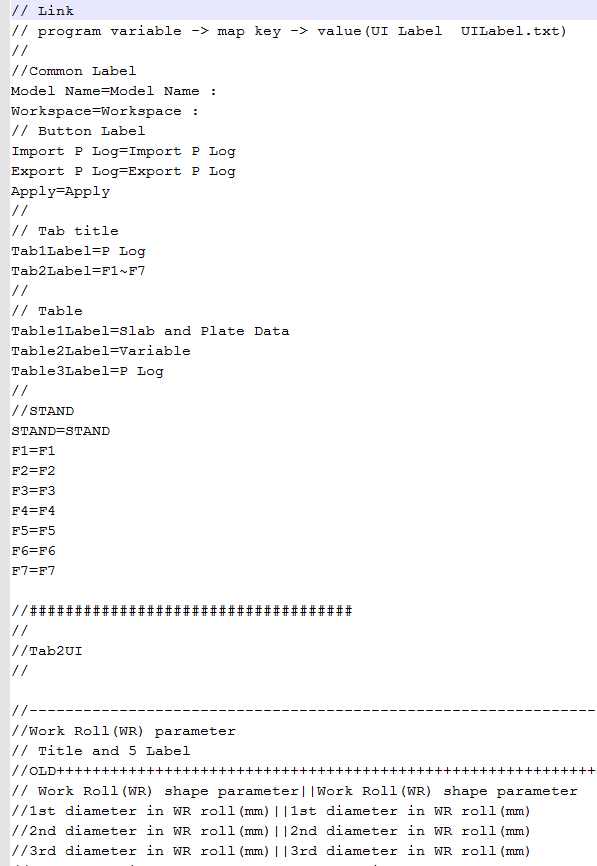 // Link
// program variable -> map key -> value(UI Label  UILabel.txt)
//
//Common Label
Model Name=Model Name :
Workspace=Workspace :
// Button Label
Import P Log=Import P Log
Export P Log=Export P Log
Apply=Apply
//
// Tab title
Tab1Label=P Log
Tab2Label=F1~F7
//
// Table
Table1Label=Slab and Plate Data
Table2Label=Variable
Table3Label=P Log
//
//STAND
STAND=STAND
F1=F1
F2=F2
F3=F3
F4=F4
F5=F5
F6=F6
F7=F7
//####################################
//
//Tab2UI
//
//---------------------------------------------------------------
//Work Roll(WR) parameter
// Title and 5 Label
//OLD++++++++++++++++++++++++++++++++++++++++++++++++++++++++++++
// Work Roll(WR) shape parameter||Work Roll(WR) shape parameter
//1st diameter in WR roll(mm)||1st diameter in WR roll(mm)
//2nd diameter in WR roll(mm)||2nd diameter in WR roll(mm)
//3rd diameter in WR roll(mm)||3rd diameter in WR roll(mm)